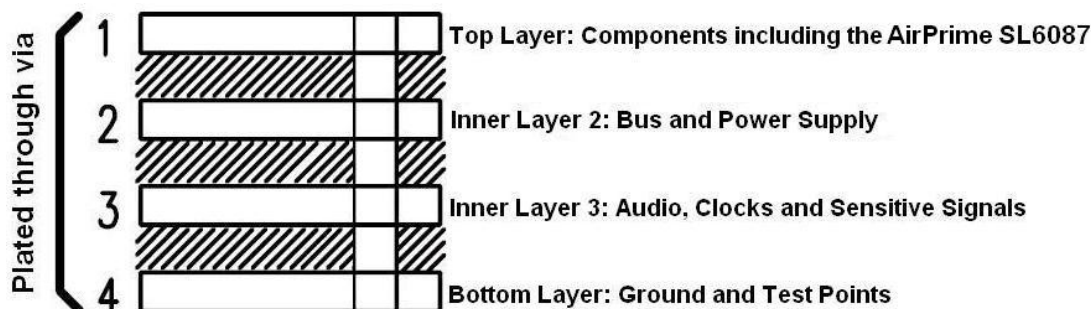 Plated through via
1 Top Layer: Components including the AirPrime SL6087
2 Inner Layer 2: Bus and Power Supply
3 Inner Layer 3: Audio, Clocks and Sensitive Signals
4 Bottom Layer: Ground and Test Points